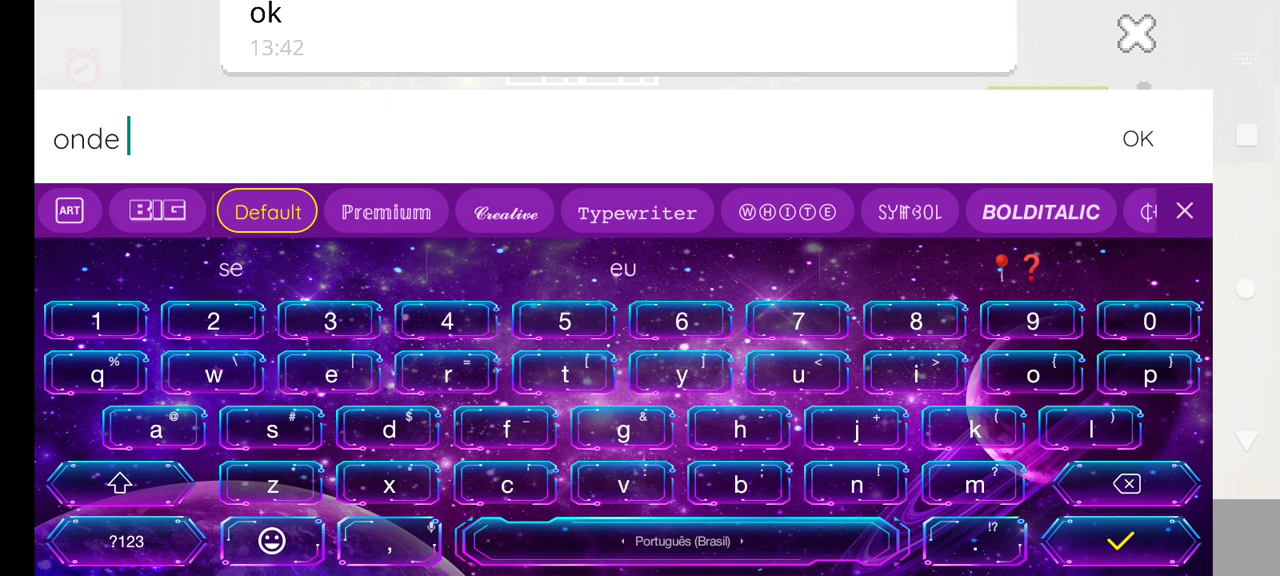 ok
13:42
onde
OK
ART BIG Default Premium Creative Typewriter WHITE SYMBOL BOLDITALIC
se eu ❓
1 2 3 4 5 6 7 8 9 0
% \ | = [ ] < > { }
q w e r t y u i o p
@ # $ _ & - + ( )
a s d f g h j k l
* " ' : ; ! ?
z x c v b n m
!?
?123 , Português (Brasil) .